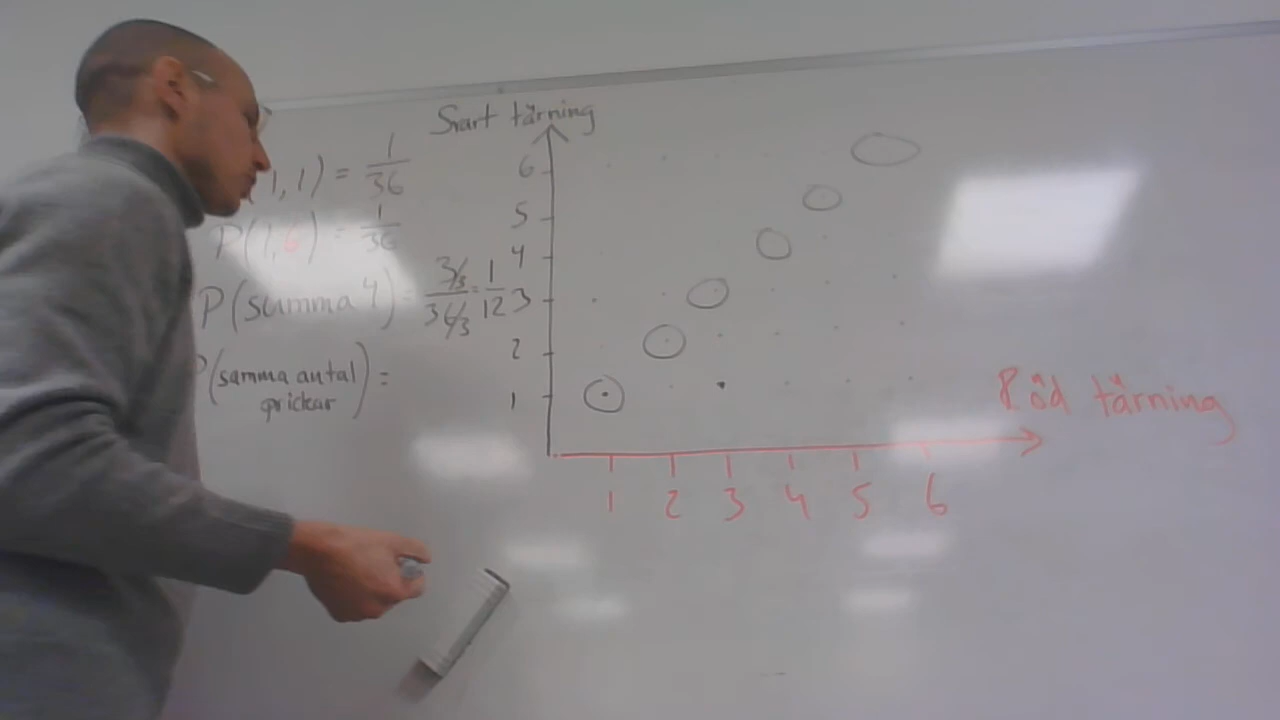 Svart tärning
(1,1) = 1/36
P(1,6) = 1/36
P(summa 4) = 3/3 / 36/3 = 1/12
P(samma antal prickar) =
6
5
4
3
2
1
Röd tärning
1 2 3 4 5 6